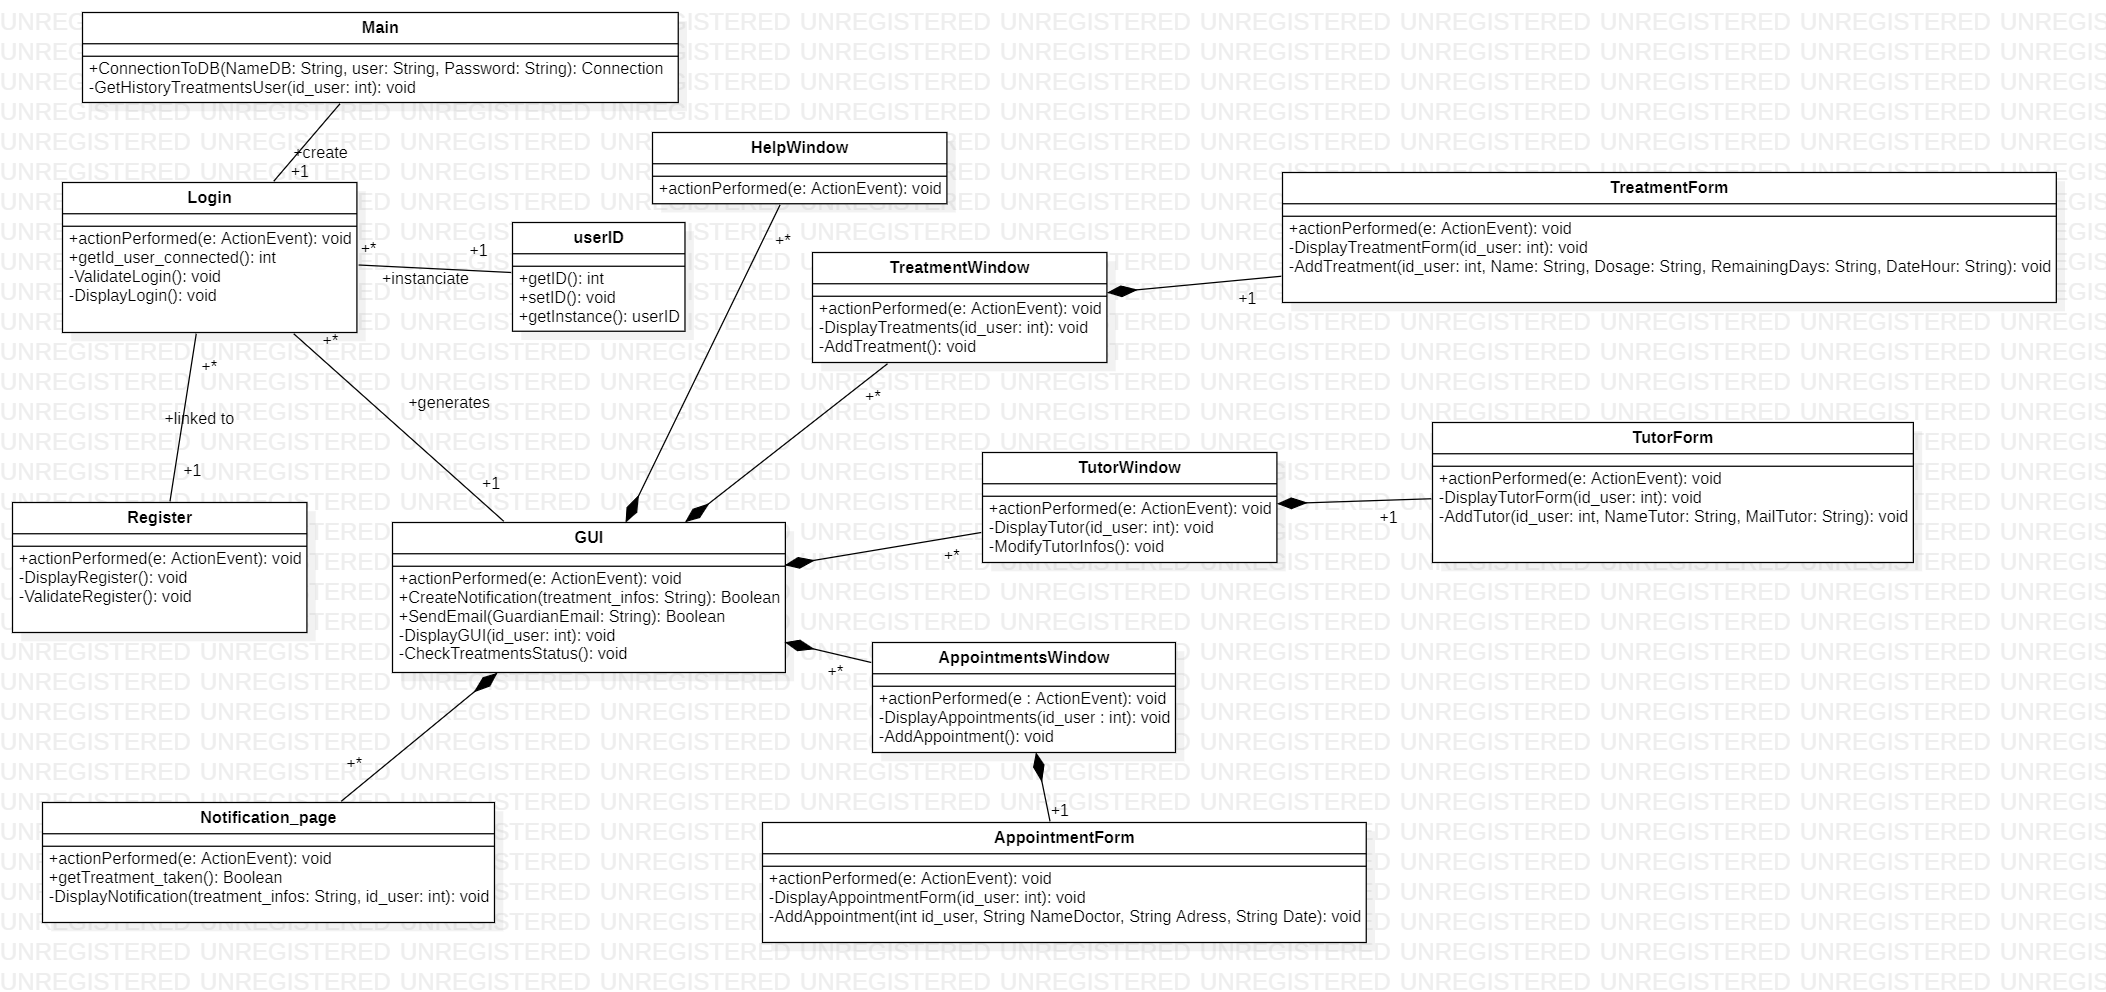 Main
+ConnectionToDB(NameDB: String, user: String, Password: String): Connection
-GetHistoryTreatmentsUser(id_user: int): void
+create
+1
Login
+actionPerformed(e: ActionEvent): void
+getId_user_connected(): int
-ValidateLogin(): void
-DisplayLogin(): void
+*
+1
+instanciate
userID
+getID(): int
+setID(): void
+getInstance(): userID
HelpWindow
+actionPerformed(e: ActionEvent): void
+*
TreatmentWindow
+actionPerformed(e: ActionEvent): void
-DisplayTreatments(id_user: int): void
-AddTreatment(): void
+*
+1
TreatmentForm
+actionPerformed(e: ActionEvent): void
-DisplayTreatmentForm(id_user: int): void
-AddTreatment(id_user: int, Name: String, Dosage: String, RemainingDays: String, DateHour: String): void
+*
+linked to
+1
+*
+generates
+1
Register
+actionPerformed(e: ActionEvent): void
-DisplayRegister(): void
-ValidateRegister(): void
GUI
+actionPerformed(e: ActionEvent): void
+CreateNotification(treatment_infos: String): Boolean
+SendEmail(GuardianEmail: String): Boolean
-DisplayGUI(id_user: int): void
-CheckTreatmentsStatus(): void
TutorWindow
+actionPerformed(e: ActionEvent): void
-DisplayTutor(id_user: int): void
-ModifyTutorInfos(): void
+*
+1
TutorForm
+actionPerformed(e: ActionEvent): void
-DisplayTutorForm(id_user: int): void
-AddTutor(id_user: int, NameTutor: String, MailTutor: String): void
+*
AppointmentsWindow
+actionPerformed(e : ActionEvent): void
-DisplayAppointments(id_user : int): void
-AddAppointment(): void
+1
AppointmentForm
+actionPerformed(e: ActionEvent): void
-DisplayAppointmentForm(id_user: int): void
-AddAppointment(int id_user, String NameDoctor, String Adress, String Date): void
+*
Notification_page
+actionPerformed(e: ActionEvent): void
+getTreatment_taken(): Boolean
-DisplayNotification(treatment_infos: String, id_user: int): void
UNREGISTERED